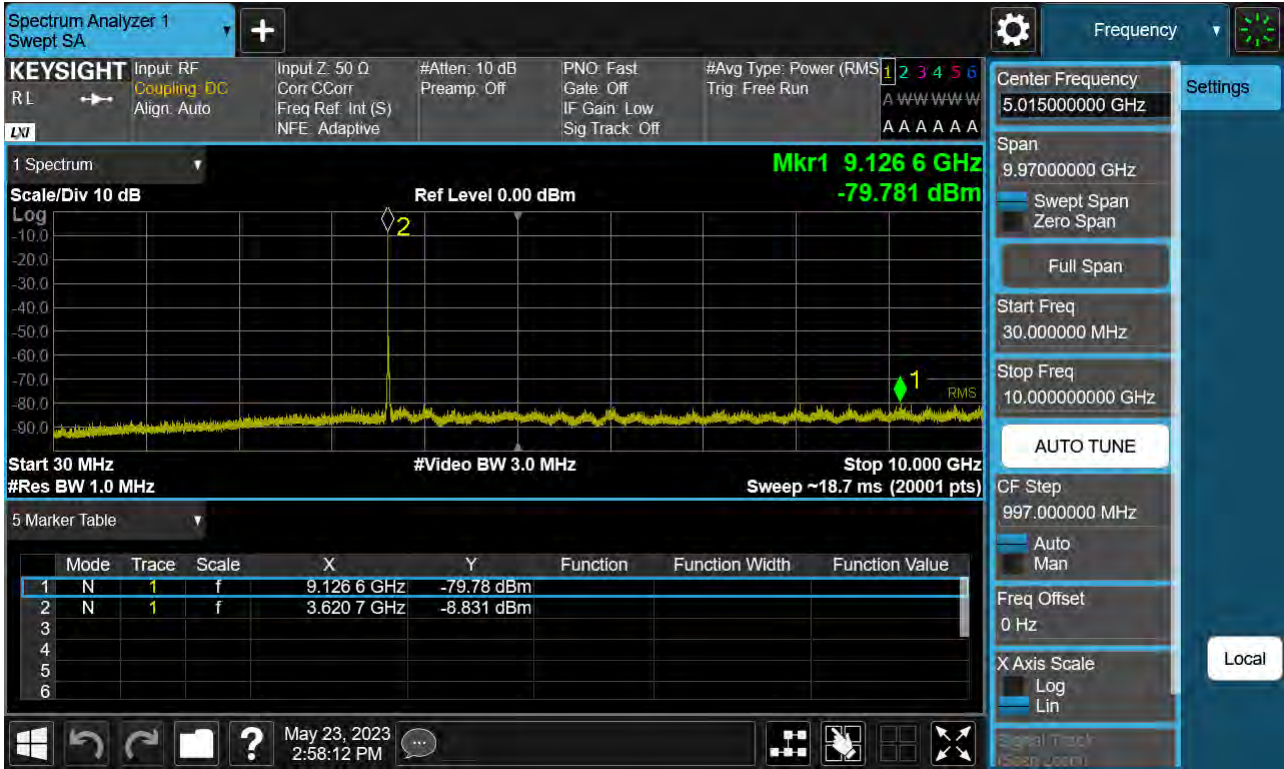 Spectrum Analyzer 1
Swept SA
+
Frequency
KEYSIGHT
RL
LXI
Input: RF
Coupling: DC
Align: Auto
Input Z: 50 Ω
Corr CCorr
Freq Ref: Int (S)
NFE: Adaptive
#Atten: 10 dB
Preamp: Off
PNO: Fast
Gate: Off
IF Gain: Low
Sig Track: Off
#Avg Type: Power (RMS
Trig: Free Run
1 2 3 4 5 6
A W W W W W
A A A A A A
1 Spectrum
Mkr1 9.126 6 GHz
-79.781 dBm
Scale/Div 10 dB
Ref Level 0.00 dBm
Log
-10.0
-20.0
-30.0
-40.0
-50.0
-60.0
-70.0
-80.0
-90.0
2
1
RMS
Start 30 MHz
#Video BW 3.0 MHz
Stop 10.000 GHz
#Res BW 1.0 MHz
Sweep ~18.7 ms (20001 pts)
5 Marker Table
Mode Trace Scale X Y Function Function Width Function Value
1 N 1 f 9.126 6 GHz -79.78 dBm
2 N 1 f 3.620 7 GHz -8.831 dBm
3
4
5
6
?
May 23, 2023
2:58:12 PM
Center Frequency
5.015000000 GHz
Settings
Span
9.97000000 GHz
Swept Span
Zero Span
Full Span
Start Freq
30.000000 MHz
Stop Freq
10.000000000 GHz
AUTO TUNE
CF Step
997.000000 MHz
Auto
Man
Freq Offset
0 Hz
X Axis Scale
Log
Lin
Local
Signal Track
(Span Zoom)